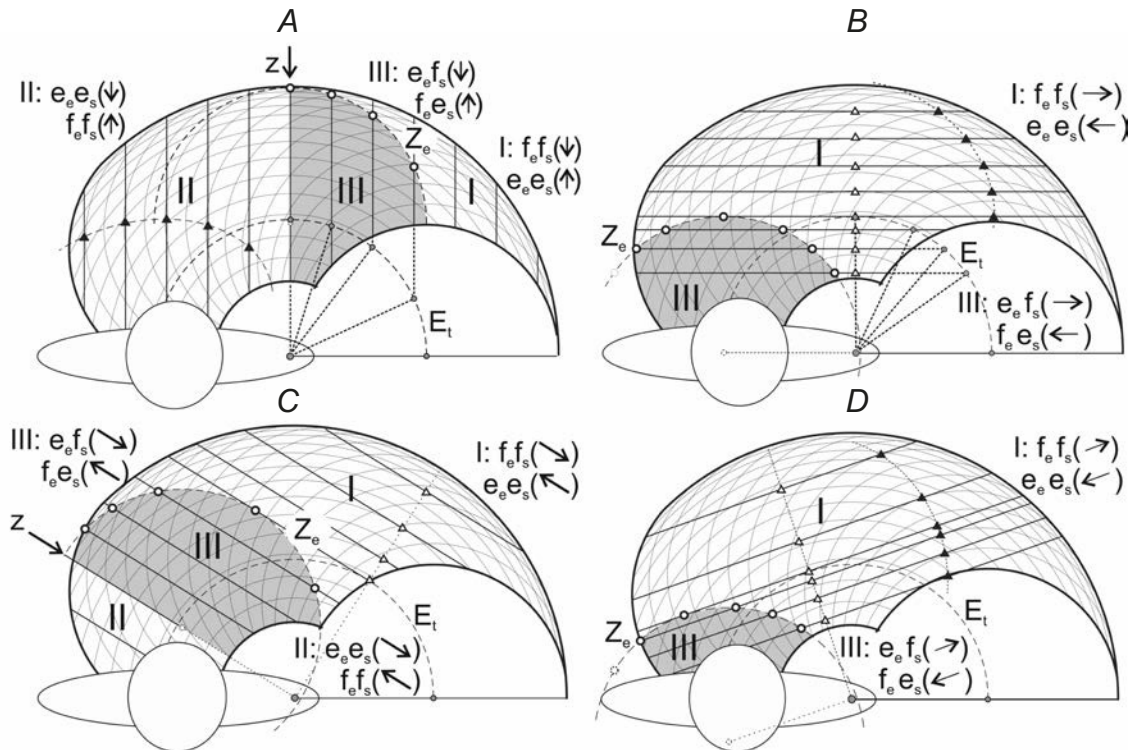 A
z
II: eₑeₛ(↓)
fₑfₛ(↑)
III: eₑfₛ(↓)
fₑeₛ(↑)
Zₑ
I: fₑfₛ(↓)
eₑeₛ(↑)
II
III
I
Eₜ
B
I: fₑfₛ(→)
eₑeₛ(←)
I
Zₑ
III
Eₜ
III: eₑfₛ(→)
fₑeₛ(←)
C
III: eₑfₛ(↘)
fₑeₛ(↖)
I: fₑfₛ(↘)
eₑeₛ(↖)
I
z
III
Zₑ
II
Eₜ
II: eₑeₛ(↘)
fₑfₛ(↖)
D
I: fₑfₛ(↗)
eₑeₛ(↙)
I
Zₑ
III
Eₜ
III: eₑfₛ(↗)
fₑeₛ(↙)